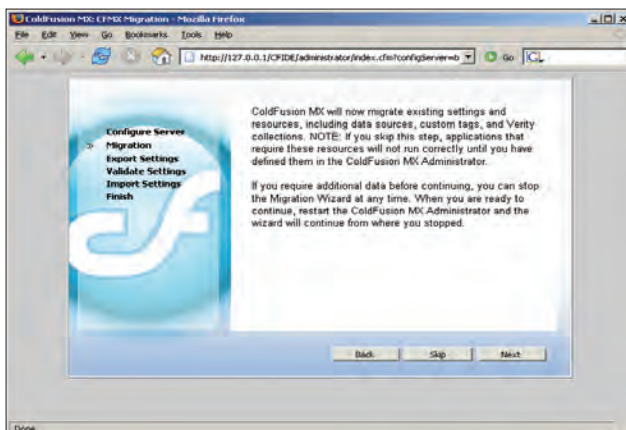 ColdFusion MX: CFMX Migration - Mozilla Firefox
File Edit View Go Bookmarks Tools Help
http://127.0.0.1/CFIDE/administrator/index.cfm?configServer=b Go
Configure Server
» Migration
Export Settings
Validate Settings
Import Settings
Finish
ColdFusion MX will now migrate existing settings and
resources, including data sources, custom tags, and Verity
collections. NOTE: if you skip this step, applications that
require these resources will not run correctly until you have
defined them in the ColdFusion MX Administrator.
If you require additional data before continuing, you can stop
the Migration Wizard at any time. When you are ready to
continue, restart the ColdFusion MX Administrator and the
wizard will continue from where you stopped.
Back Skip Next
Done